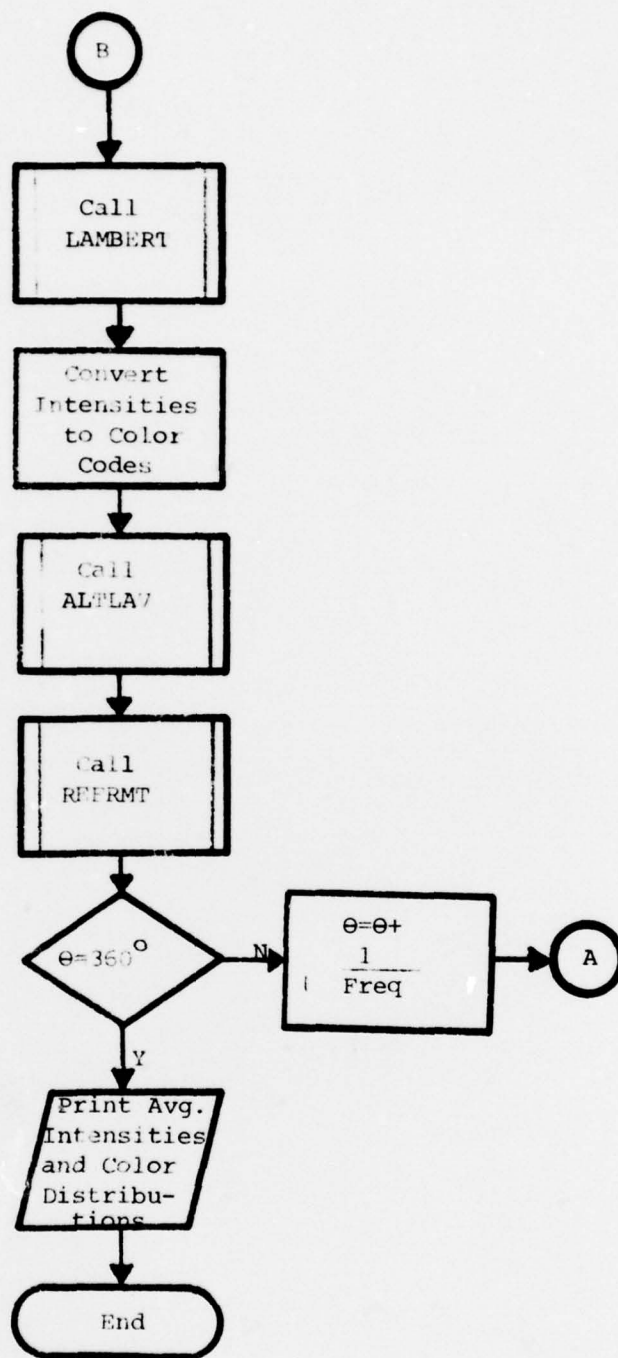 B
Call
LAMBERT
Convert
Intensities
to Color
Codes
Call
Call
REFRMT
θ=360°
N
θ=θ+
1
Freq
A
Y
Print Avg.
Intensities
and Color
Distribu-
tions
End